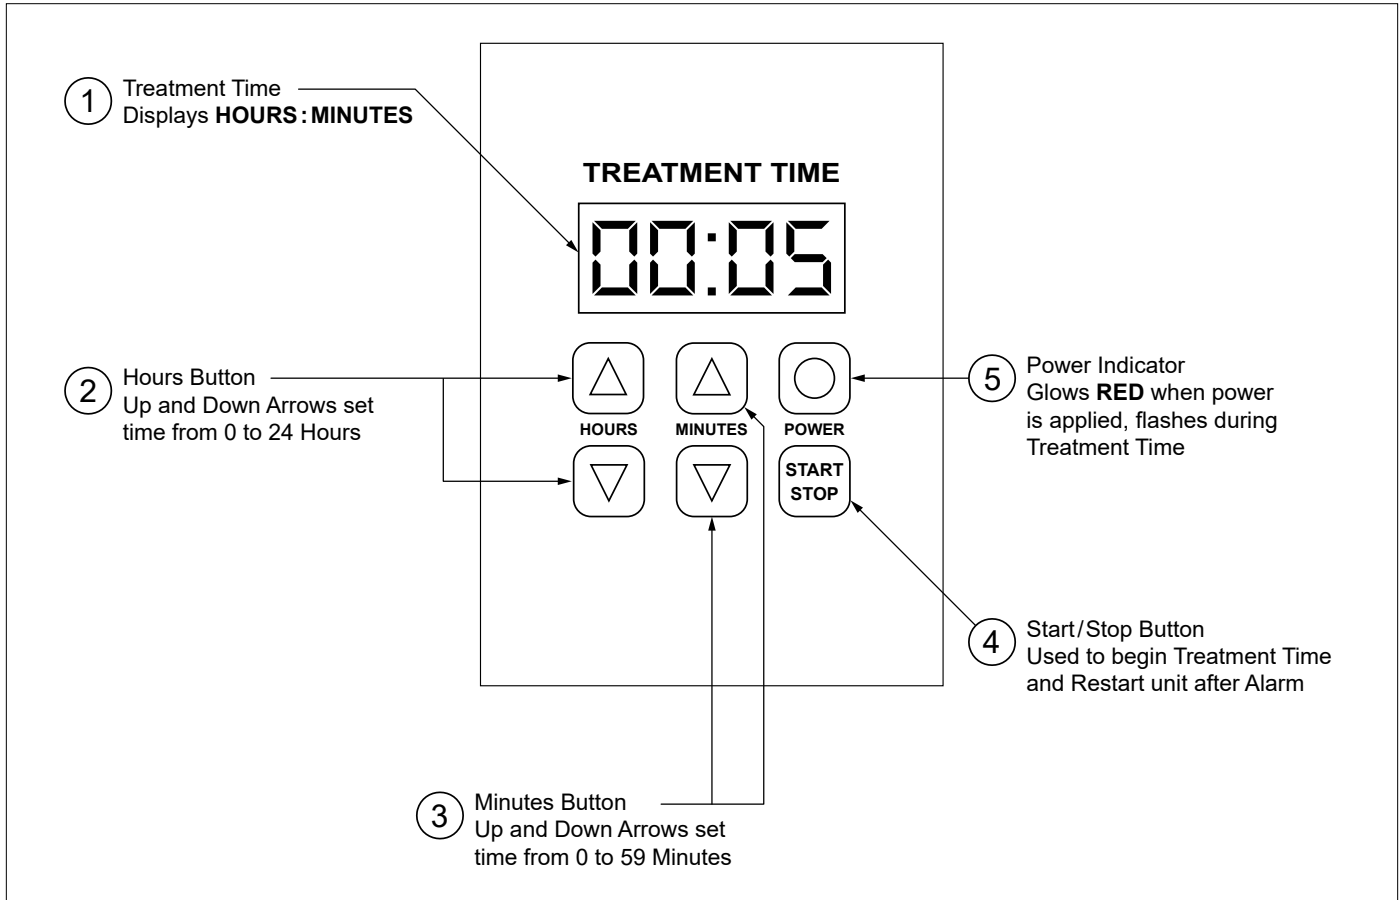 1
Treatment Time
Displays HOURS:MINUTES
TREATMENT TIME
00:05
2
Hours Button
Up and Down Arrows set
time from 0 to 24 Hours
HOURS
MINUTES
POWER
START
STOP
5
Power Indicator
Glows RED when power
is applied, flashes during
Treatment Time
4
Start/Stop Button
Used to begin Treatment Time
and Restart unit after Alarm
3
Minutes Button
Up and Down Arrows set
time from 0 to 59 Minutes